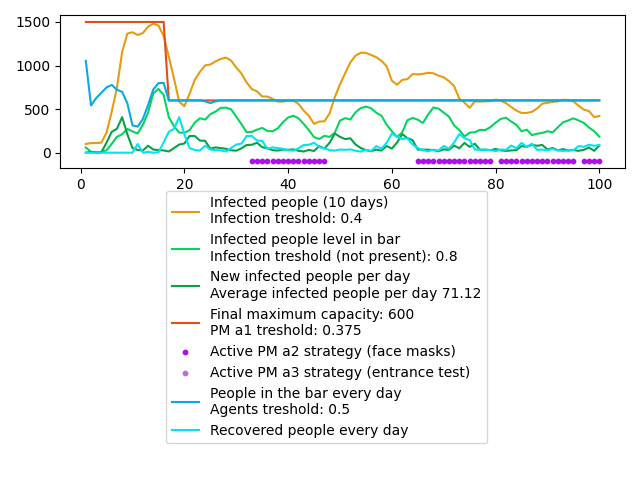 1500
1000
500
0
0
20
40
60
80
100
Infected people (10 days)
Infection treshold: 0.4
Infected people level in bar
Infection treshold (not present): 0.8
New infected people per day
Average infected people per day 71.12
Final maximum capacity: 600
PM a1 treshold: 0.375
Active PM a2 strategy (face masks)
Active PM a3 strategy (entrance test)
People in the bar every day
Agents treshold: 0.5
Recovered people every day